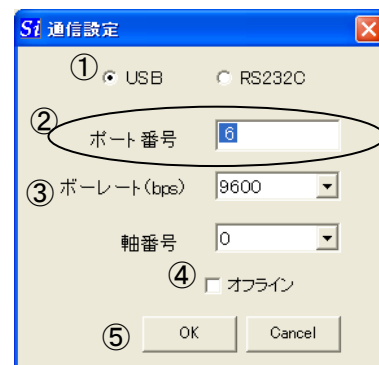 Si 通信設定
① USB RS232C
② ポート番号 6
③ ボーレート(bps) 9600
軸番号 0
④ オフライン
⑤ OK Cancel